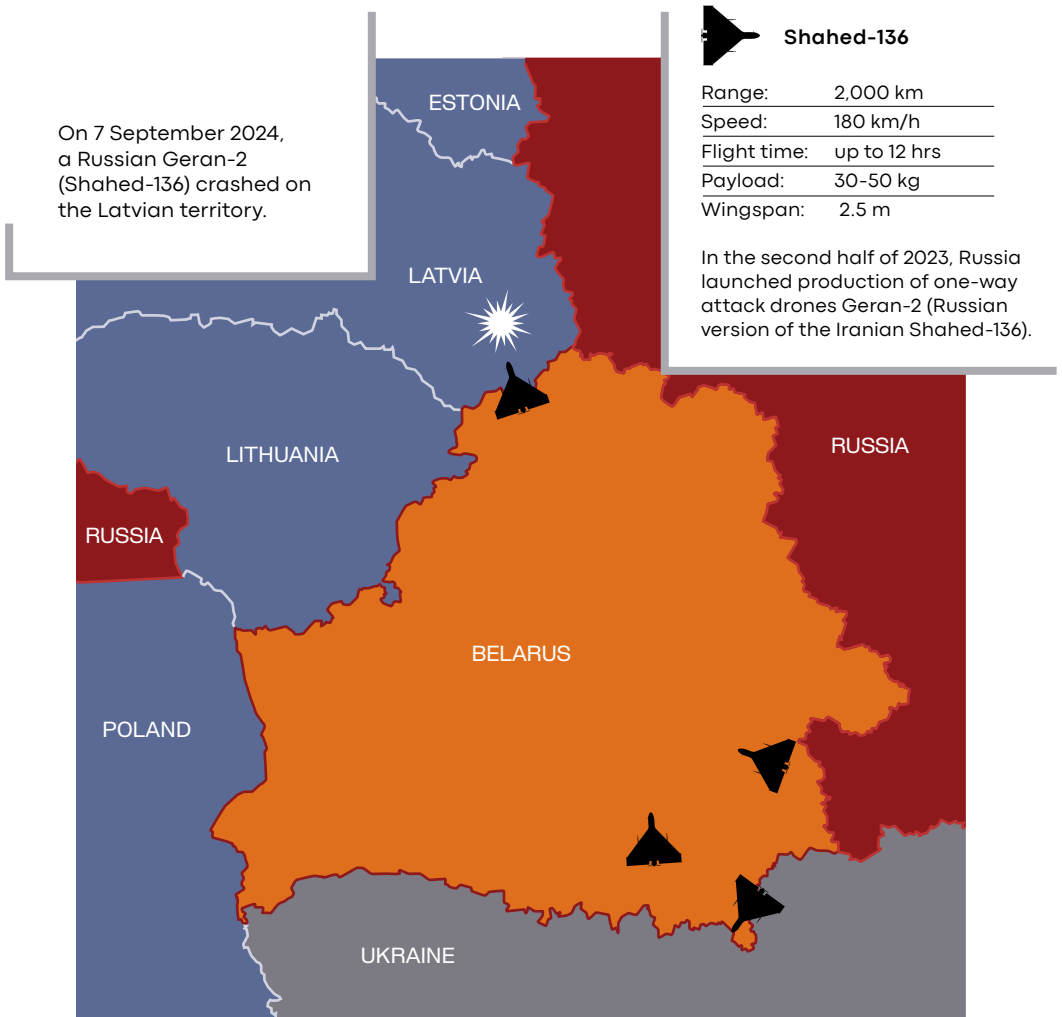 On 7 September 2024,
a Russian Geran-2
(Shahed-136) crashed on
the Latvian territory.
Shahed-136
Range: 2,000 km
Speed: 180 km/h
Flight time: up to 12 hrs
Payload: 30-50 kg
Wingspan: 2.5 m
In the second half of 2023, Russia
launched production of one-way
attack drones Geran-2 (Russian
version of the Iranian Shahed-136).
ESTONIA
LATVIA
LITHUANIA
RUSSIA
RUSSIA
BELARUS
POLAND
UKRAINE